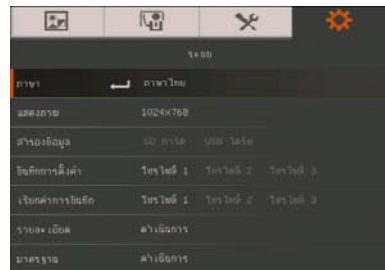 ระบบ
ภาษา ภาษาไทย
แสดงภาพ 1024x768
สำรองข้อมูล SD การ์ด USB ไดร์ฟ
บันทึกการตั้งค่า โปรไฟล์ 1 โปรไฟล์ 2 โปรไฟล์ 3
เรียกค่าการบันทึก โปรไฟล์ 1 โปรไฟล์ 2 โปรไฟล์ 3
รายละเอียด ดำเนินการ
มาตรฐาน ดำเนินการ